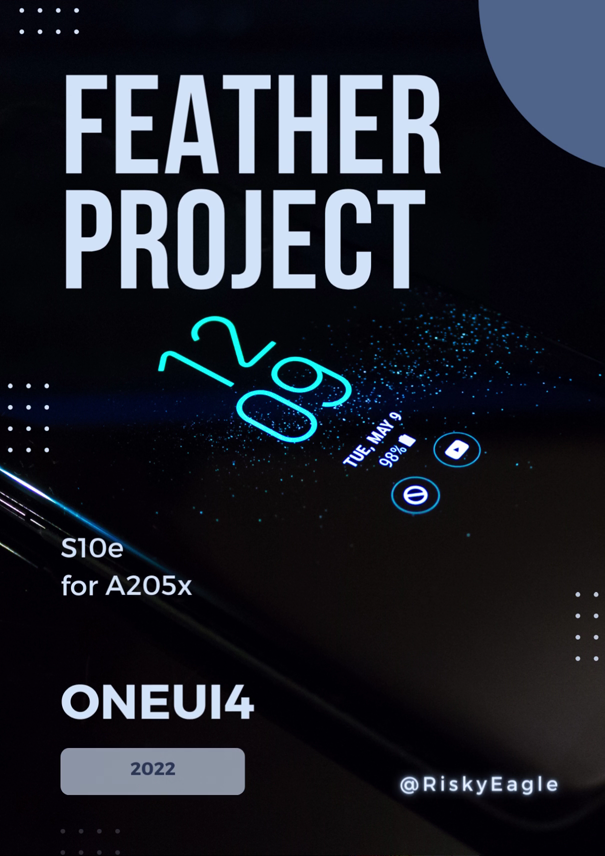 FEATHER
PROJECT
12
09
TUE, MAY 9
98%
S10e
for A205x
ONEUI4
2022
@RiskyEagle